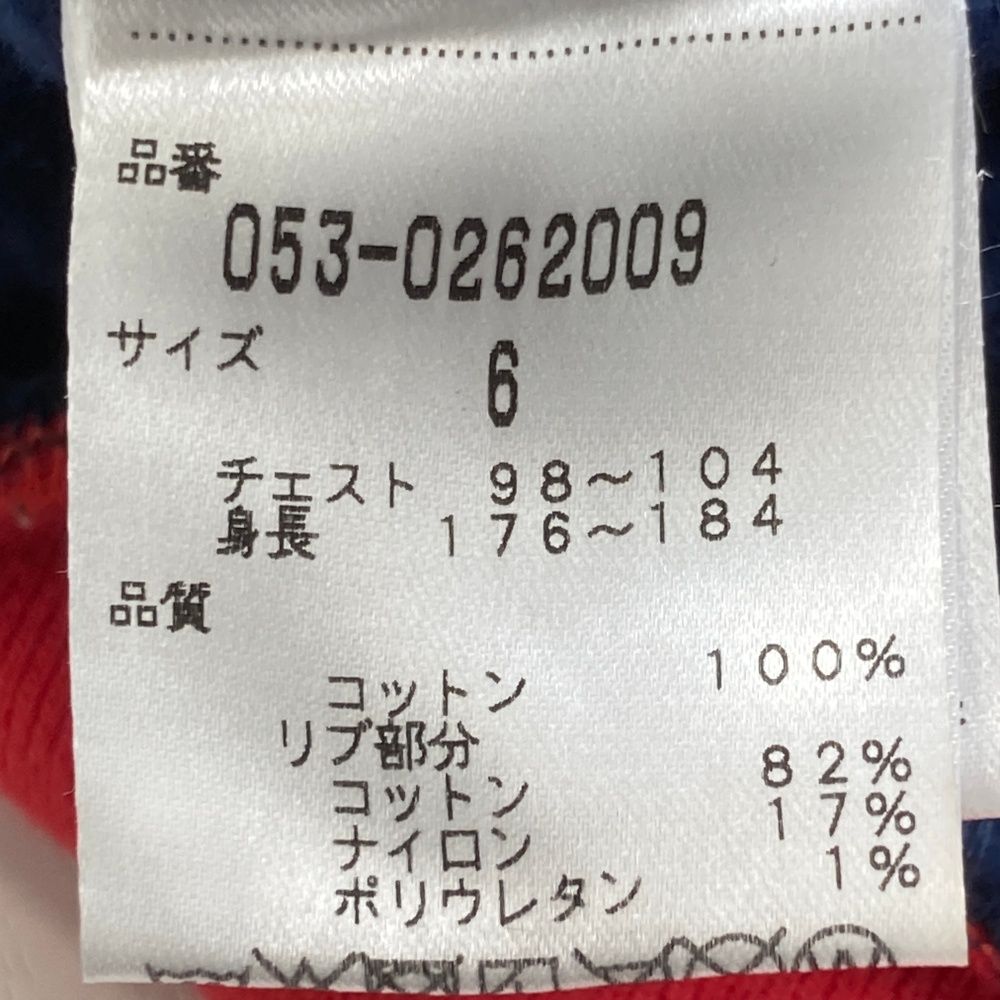 品番
053-0262009
サイズ
6
チェスト 98～104
身長 176～184
品質
コットン 100%
リブ部分
コットン 82%
ナイロン 17%
ポリウレタン 1%